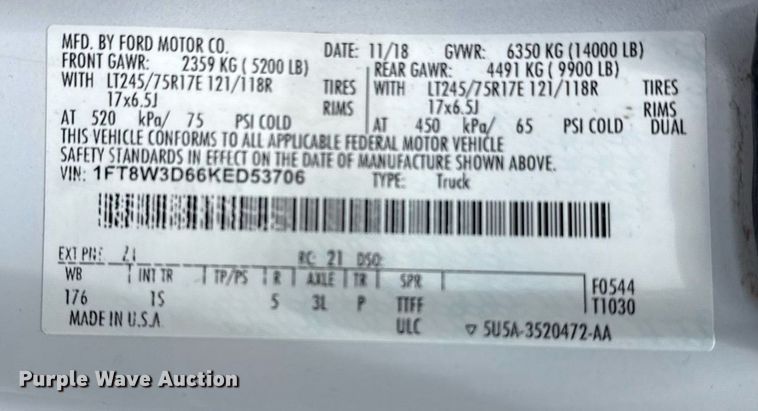 MFD. BY FORD MOTOR CO. DATE: 11/18 GVWR: 6350 KG (14000 LB)
FRONT GAWR: 2359 KG ( 5200 LB) REAR GAWR: 4491 KG ( 9900 LB)
WITH LT245/75R17E 121/118R TIRES WITH LT245/75R17E 121/118R TIRES
17x6.5J RIMS 17x6.5J RIMS
AT 520 kPa/ 75 PSI COLD AT 450 kPa/ 65 PSI COLD DUAL
THIS VEHICLE CONFORMS TO ALL APPLICABLE FEDERAL MOTOR VEHICLE
SAFETY STANDARDS IN EFFECT ON THE DATE OF MANUFACTURE SHOWN ABOVE.
VIN: 1FT8W3D66KED53706 TYPE: Truck
EXT PNT: Z1 RC: 21 DSO:
WB INT TR TP/PS R AXLE TR SPR F0544
176 1S 5 3L P TTFF T1030
MADE IN U.S.A. ULC ▽ 5U5A-3520472-AA
Purple Wave Auction